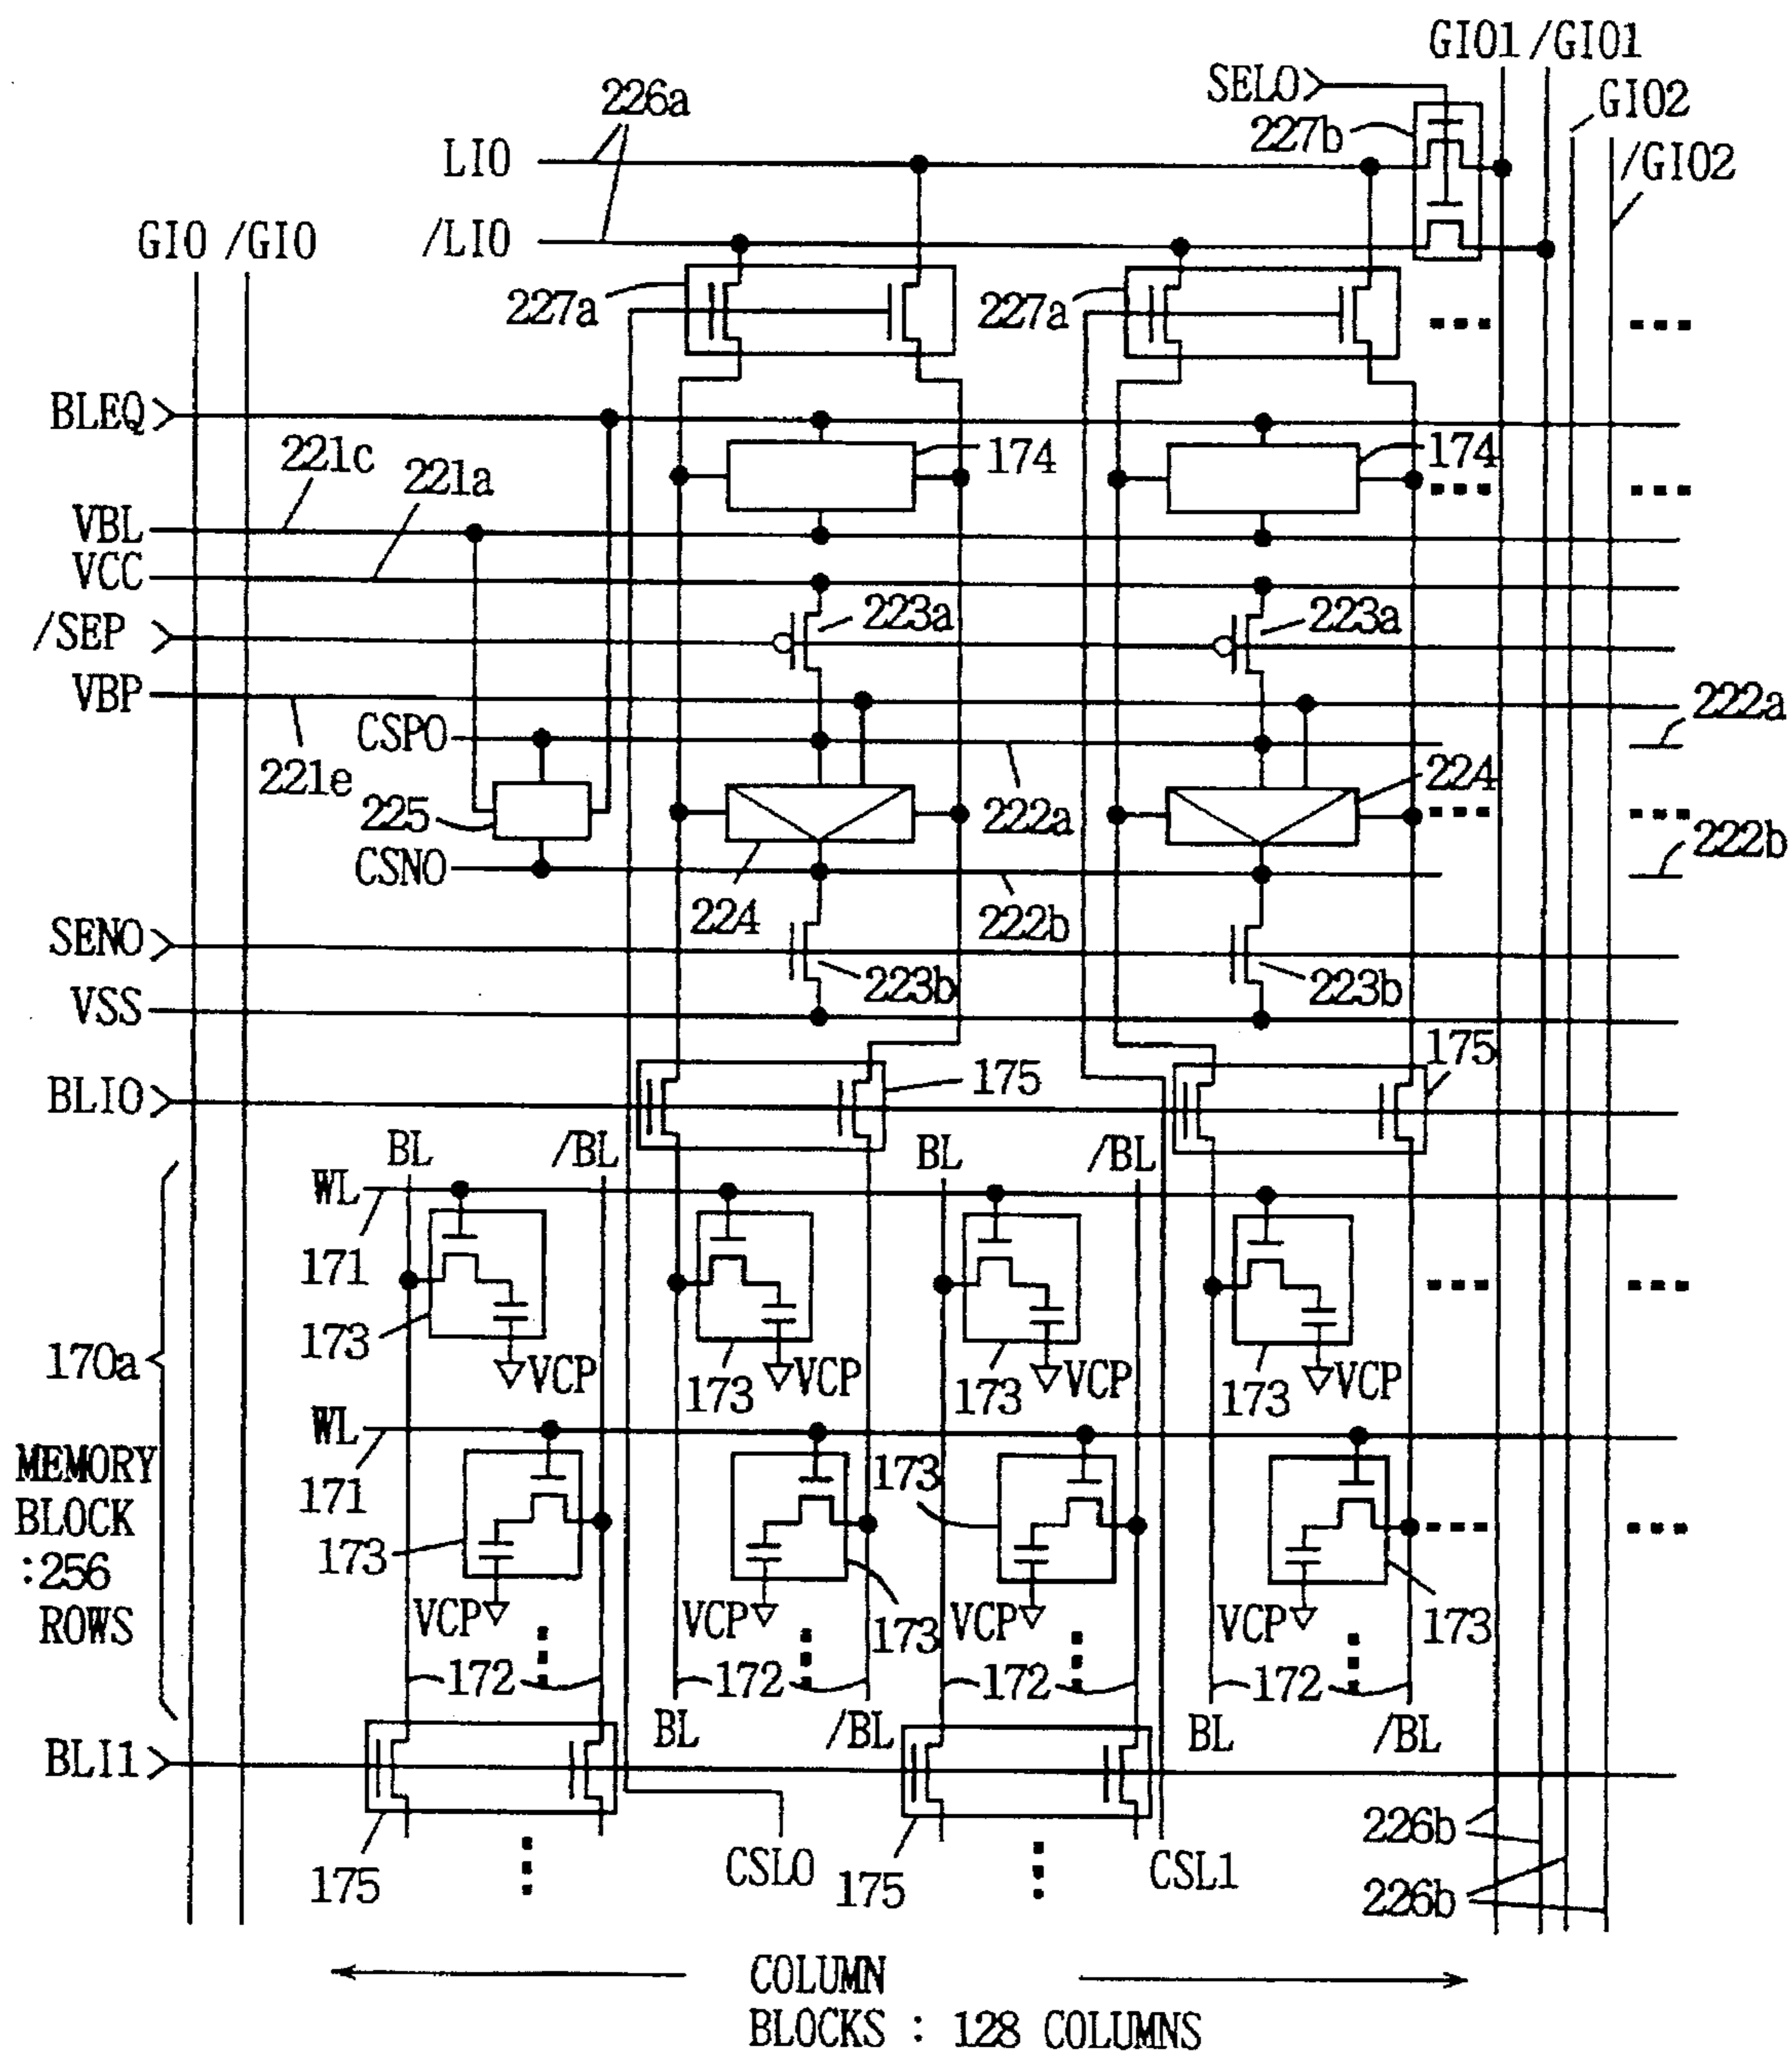 GIO1 /GIO1
SELO
GIO2
226a
227b
LIO
/GIO2
/LIO
GIO /GIO
227a
227a
BLEQ
221c
174
174
221a
VBL
VCC
223a
223a
/SEP
VBP
222a
CSPO
221e
224
225
222a
222b
CSNO
224
222b
SENO
223b
223b
VSS
175
175
BLIO
BL
/BL
BL
/BL
WL
171
173
VCP
173
VCP
173
VCP
173
VCP
170a
WL
171
MEMORY
BLOCK
:256
ROWS
173
173
173
173
VCP
VCP
VCP
VCP
172
172
172
172
BL
/BL
BL
/BL
BLI1
175
CSLO
175
CSL1
226b
226b
COLUMN
BLOCKS : 128 COLUMNS